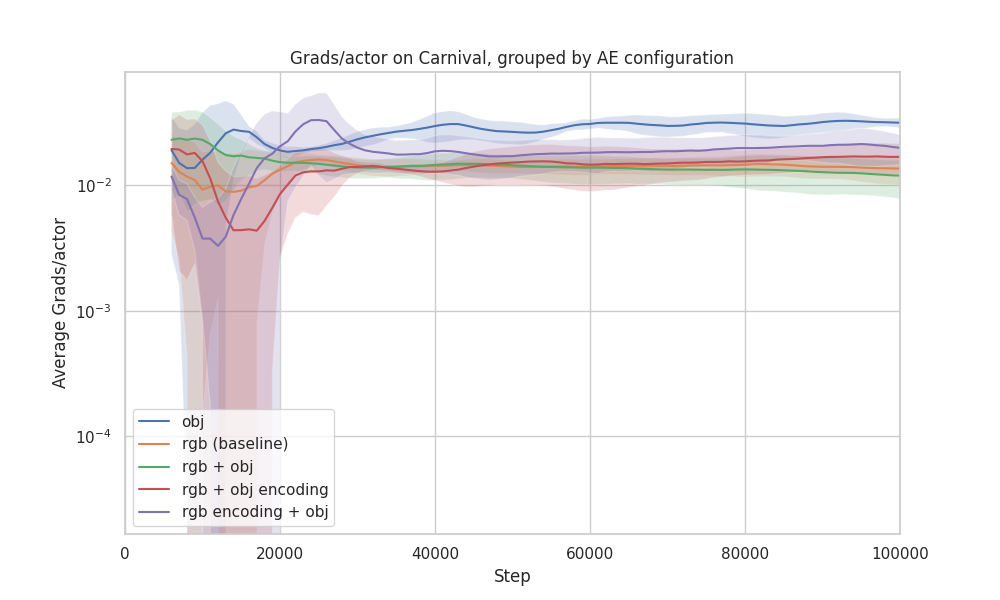 Grads/actor on Carnival, grouped by AE configuration
Average Grads/actor
10⁻²
10⁻³
10⁻⁴
obj
rgb (baseline)
rgb + obj
rgb + obj encoding
rgb encoding + obj
0 20000 40000 60000 80000 100000
Step